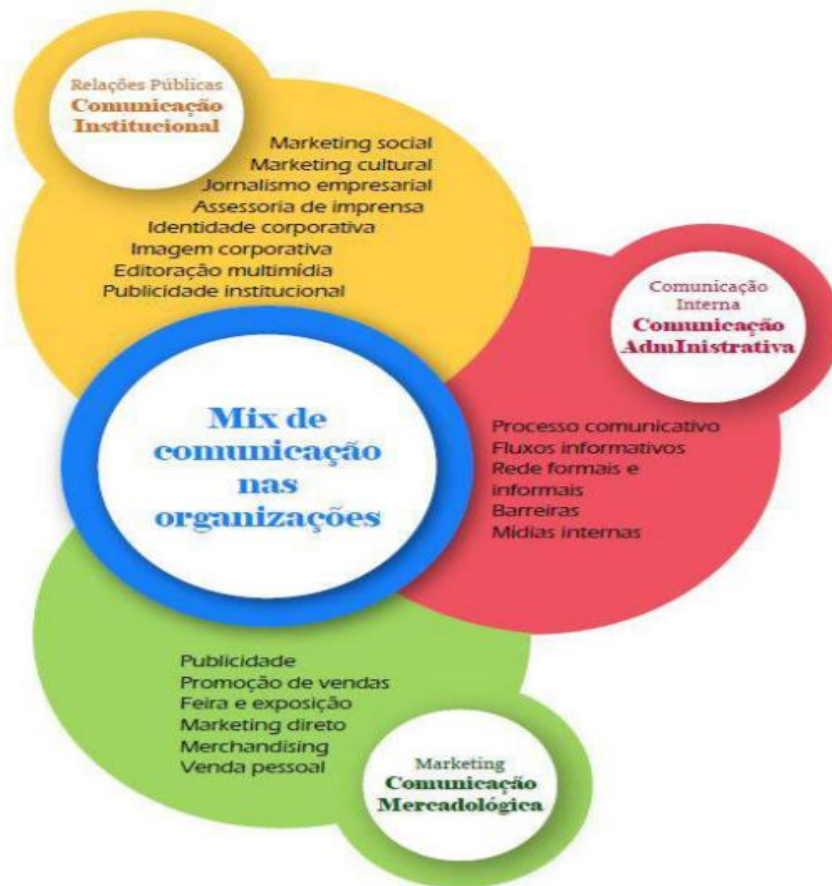 Relações Públicas
Comunicação
Institucional
Marketing social
Marketing cultural
Jornalismo empresarial
Assessoria de imprensa
Identidade corporativa
Imagem corporativa
Editoração multimídia
Publicidade institucional
Comunicação
Interna
Comunicação
AdmInistrativa
Mix de
comunicação
nas
organizações
Processo comunicativo
Fluxos informativos
Rede formais e
informais
Barreiras
Mídias internas
Publicidade
Promoção de vendas
Feira e exposição
Marketing direto
Merchandising
Venda pessoal
Marketing
Comunicação
Mercadológica